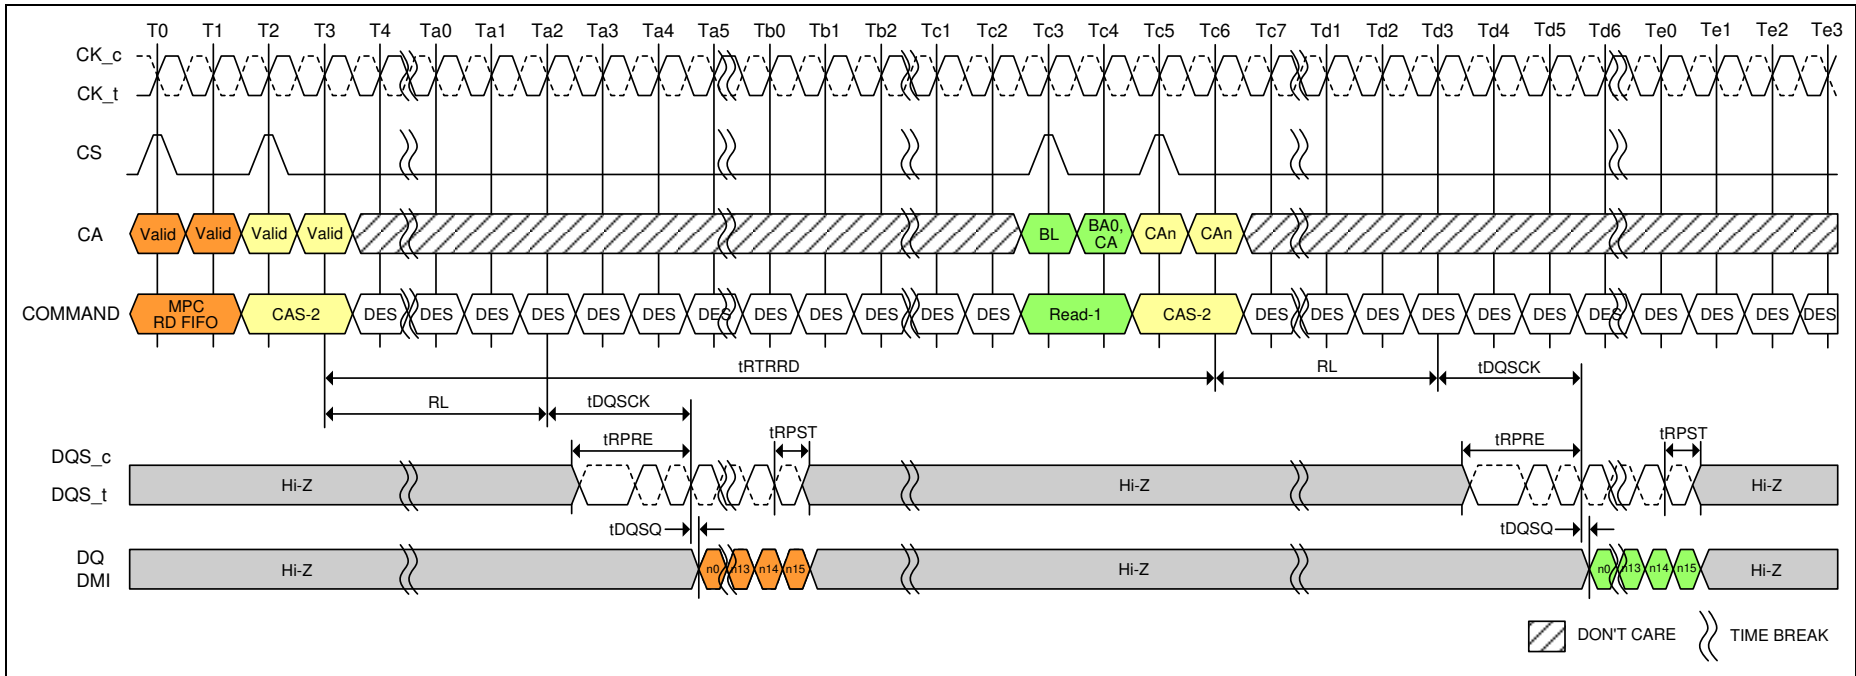 T0 T1 T2 T3 T4 Ta0 Ta1 Ta2 Ta3 Ta4 Ta5 Tb0 Tb1 Tb2 Tc1 Tc2 Tc3 Tc4 Tc5 Tc6 Tc7 Td1 Td2 Td3 Td4 Td5 Td6 Te0 Te1 Te2 Te3
CK_c
CK_t
CS
CA Valid Valid Valid Valid BL BA0, CA CAn CAn
COMMAND MPC RD FIFO CAS-2 DES DES DES DES DES DES DES DES DES DES DES DES Read-1 CAS-2 DES DES DES DES DES DES DES DES DES DES DES
tRTRRD RL tDQSCK
RL tDQSCK
tRPRE tRPST tRPRE tRPST
DQS_c
DQS_t Hi-Z Hi-Z Hi-Z
tDQSQ tDQSQ
DQ
DMI Hi-Z n0 n13 n14 n15 Hi-Z n0 n13 n14 n15 Hi-Z
DON'T CARE TIME BREAK